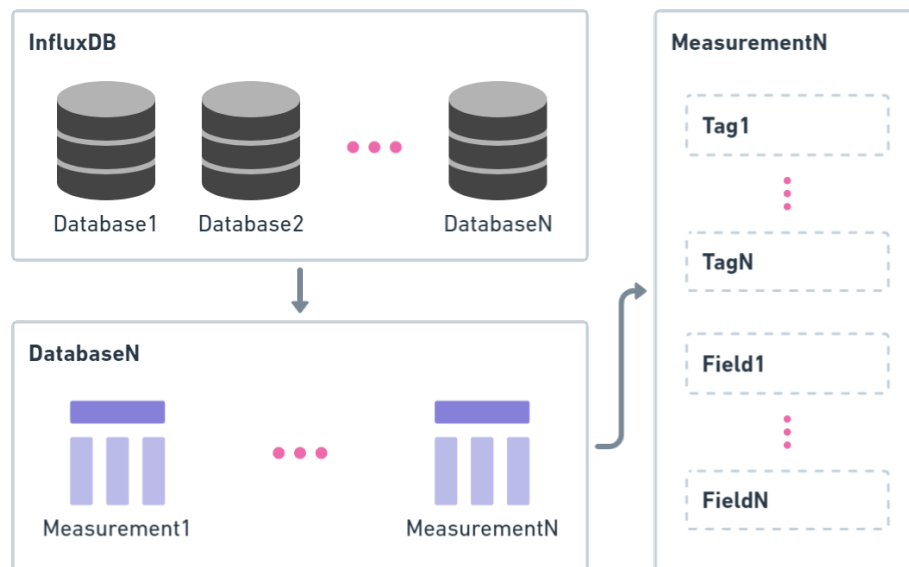 InfluxDB
Database1
Database2
DatabaseN
DatabaseN
Measurement1
MeasurementN
MeasurementN
Tag1
TagN
Field1
FieldN